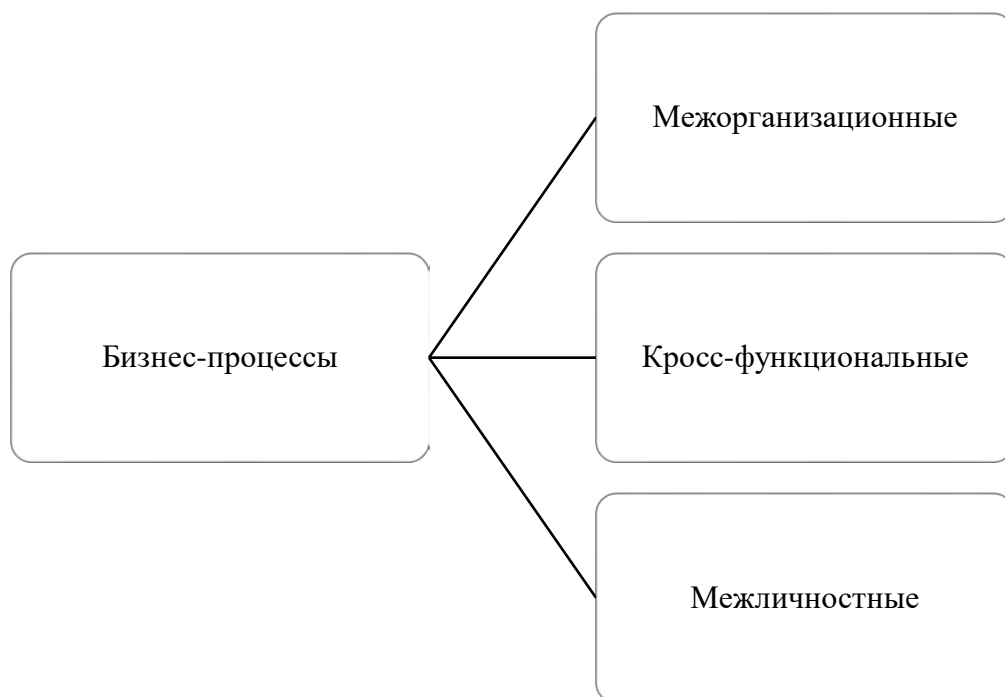 Межорганизационные
Бизнес-процессы
Кросс-функциональные
Межличностные